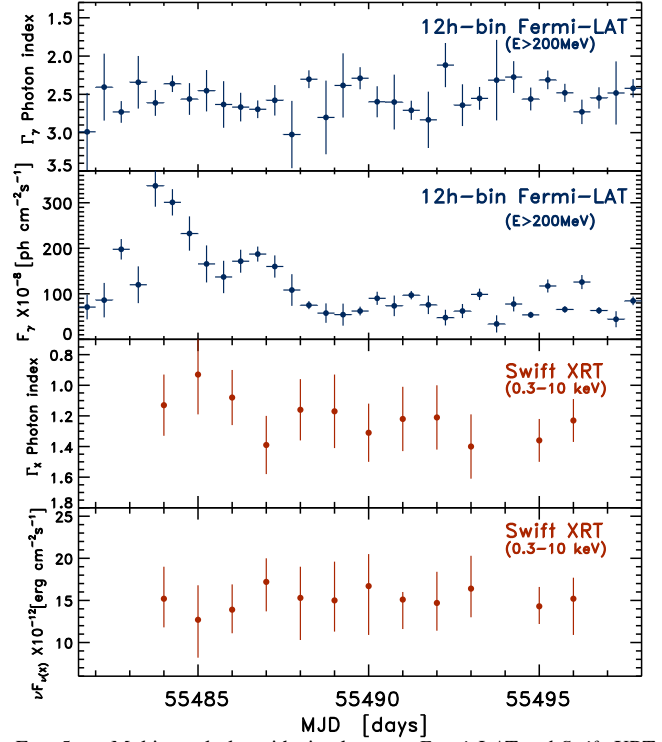 1.5
2.0
2.5
3.0
3.5
Γγ Photon index
12h-bin Fermi-LAT
(E>200MeV)
300
200
100
0
Fγ X10⁻⁸ [ph cm⁻²s⁻¹]
12h-bin Fermi-LAT
(E>200MeV)
0.8
1.0
1.2
1.4
1.6
1.8
Γx Photon index
Swift XRT
(0.3-10 keV)
25
20
15
10
νFν(X) X10⁻¹²[erg cm⁻²s⁻¹]
Swift XRT
(0.3-10 keV)
55485 55490 55495
MJD [days]